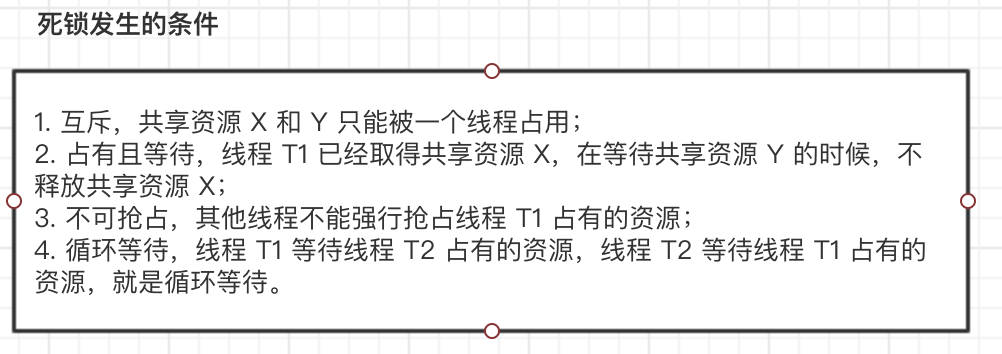 死锁发生的条件
1. 互斥，共享资源 X 和 Y 只能被一个线程占用；
2. 占有且等待，线程 T1 已经取得共享资源 X，在等待共享资源 Y 的时候，不
释放共享资源 X；
3. 不可抢占，其他线程不能强行抢占线程 T1 占有的资源；
4. 循环等待，线程 T1 等待线程 T2 占有的资源，线程 T2 等待线程 T1 占有的
资源，就是循环等待。